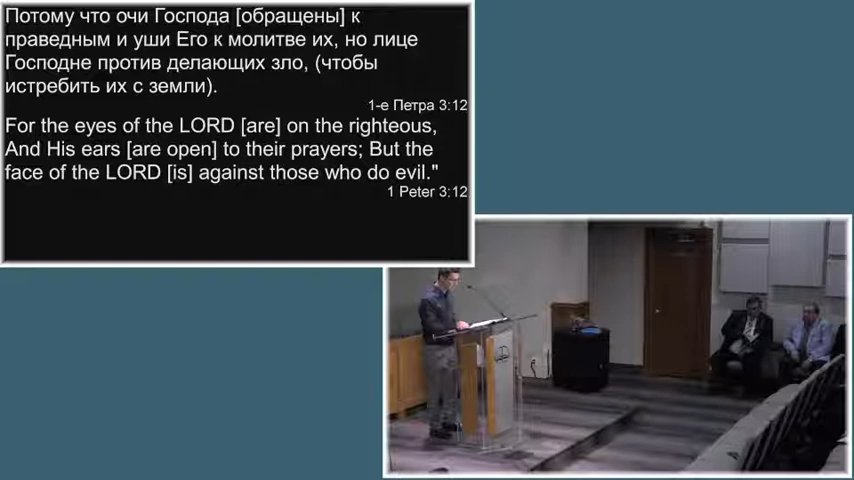 Потому что очи Господа [обращены] к
праведным и уши Его к молитве их, но лице
Господне против делающих зло, (чтобы
истребить их с земли).
1-е Петра 3:12
For the eyes of the LORD [are] on the righteous,
And His ears [are open] to their prayers; But the
face of the LORD [is] against those who do evil."
1 Peter 3:12